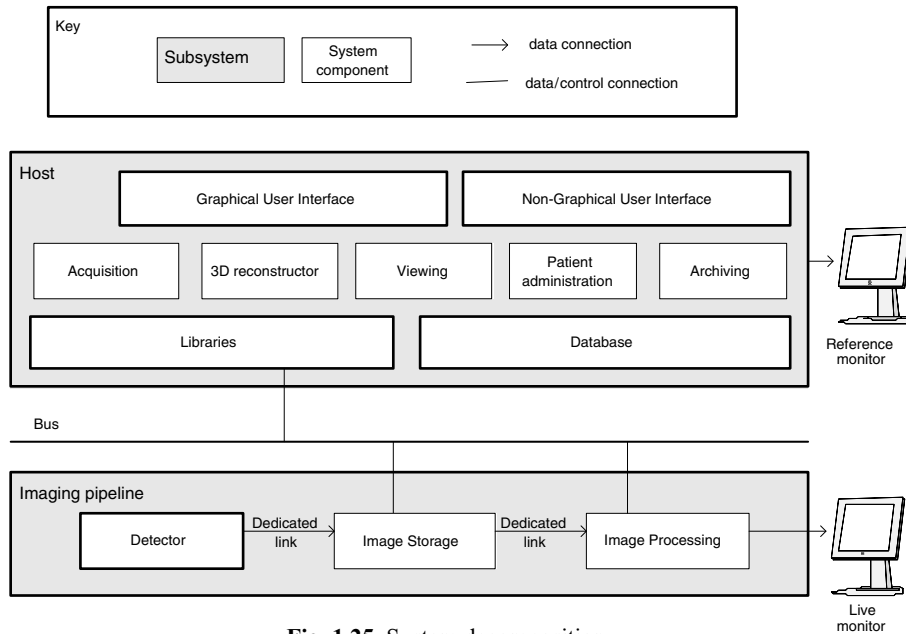 Key
Subsystem
System
component
data connection
data/control connection
Host
Graphical User Interface
Non-Graphical User Interface
Acquisition
3D reconstructor
Viewing
Patient
administration
Archiving
Libraries
Database
Reference
monitor
Bus
Imaging pipeline
Detector
Dedicated
link
Image Storage
Dedicated
link
Image Processing
Live
monitor